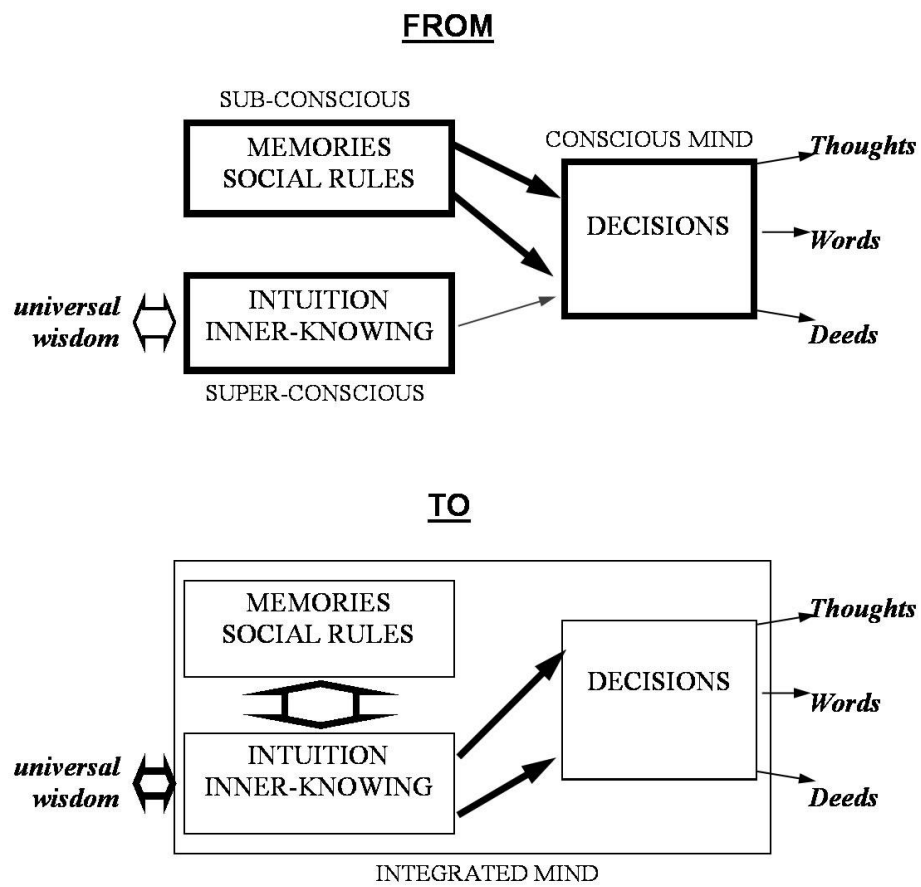 FROM
SUB-CONSCIOUS
MEMORIES
SOCIAL RULES
CONSCIOUS MIND
DECISIONS
Thoughts
Words
Deeds
universal
wisdom
INTUITION
INNER-KNOWING
SUPER-CONSCIOUS
TO
MEMORIES
SOCIAL RULES
DECISIONS
Thoughts
Words
Deeds
universal
wisdom
INTUITION
INNER-KNOWING
INTEGRATED MIND